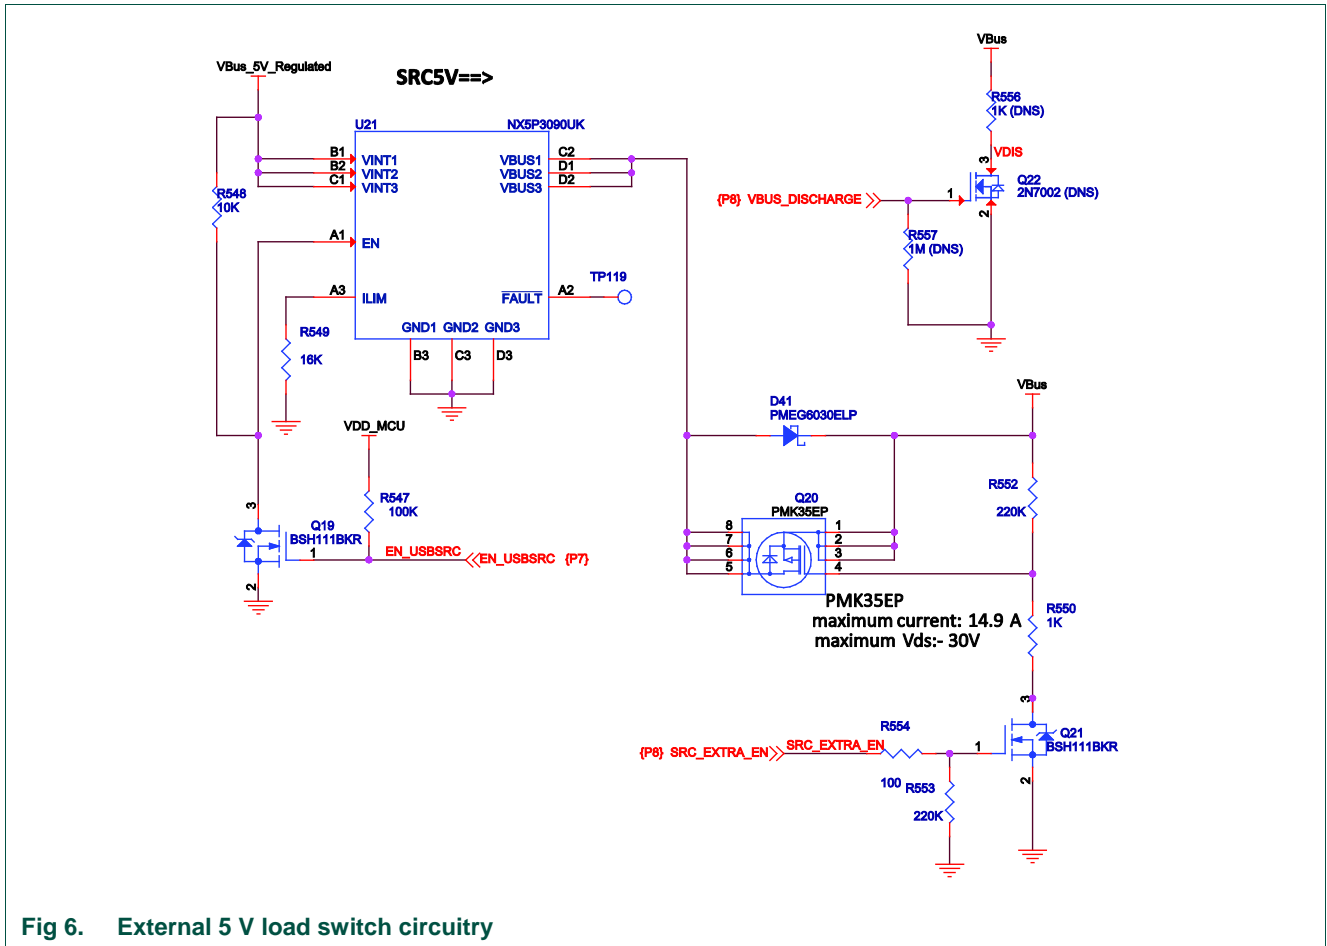 VBus_5V_Regulated
SRC5V==>
U21
NX5P3090UK
B1
VINT1
B2
VINT2
C1
VINT3
A1
EN
A3
ILIM
VBUS1
C2
VBUS2
D1
VBUS3
D2
FAULT
A2
TP119
GND1
GND2
GND3
B3
C3
D3
R548
10K
R549
16K
VDD_MCU
R547
100K
3
Q19
BSH111BKR
1
2
EN_USBSRC
EN_USBSRC {P7}
VBus
R556
1K (DNS)
VDIS
3
Q22
2N7002 (DNS)
1
2
{P8} VBUS_DISCHARGE
R557
1M (DNS)
VBus
D41
PMEG6030ELP
Q20
PMK35EP
8
7
6
5
1
2
3
4
R552
220K
PMK35EP
maximum current: 14.9 A
maximum Vds:- 30V
R550
1K
3
Q21
BSH111BKR
1
2
{P8} SRC_EXTRA_EN
SRC_EXTRA_EN
R554
100
R553
220K
Fig 6. External 5 V load switch circuitry